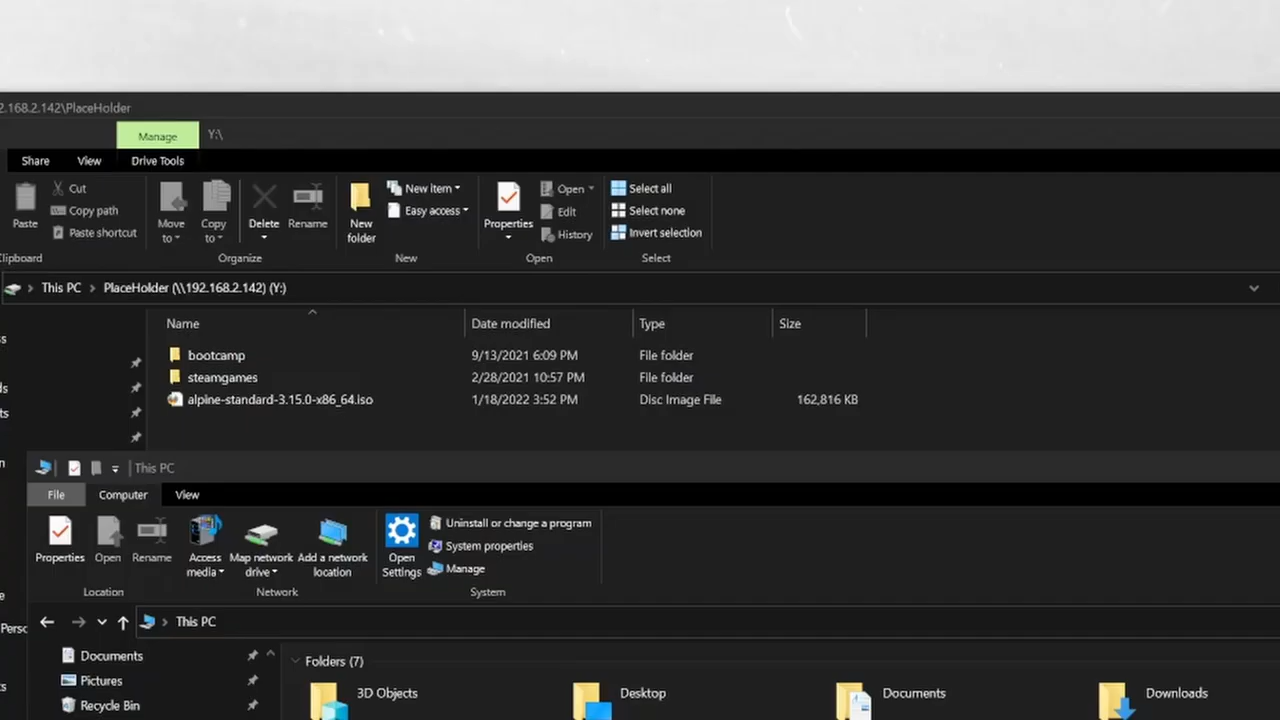 2.168.2.142\PlaceHolder
Manage Y:\
Share View Drive Tools
Paste Cut Copy path Paste shortcut Move to Copy to Delete Rename New folder New item Easy access Properties Open Edit History Select all Select none Invert selection
Clipboard Organize New Open Select
This PC PlaceHolder (\\192.168.2.142) (Y:)
Name Date modified Type Size
bootcamp 9/13/2021 6:09 PM File folder
steamgames 2/28/2021 10:57 PM File folder
alpine-standard-3.15.0-x86_64.iso 1/18/2022 3:52 PM Disc Image File 162,816 KB
This PC
File Computer View
Properties Open Rename Access media Map network drive Add a network location Open Settings Uninstall or change a program System properties Manage
Location Network System
Perso
This PC
Documents
Folders (7)
Pictures
3D Objects Desktop Documents Downloads
Recycle Bin